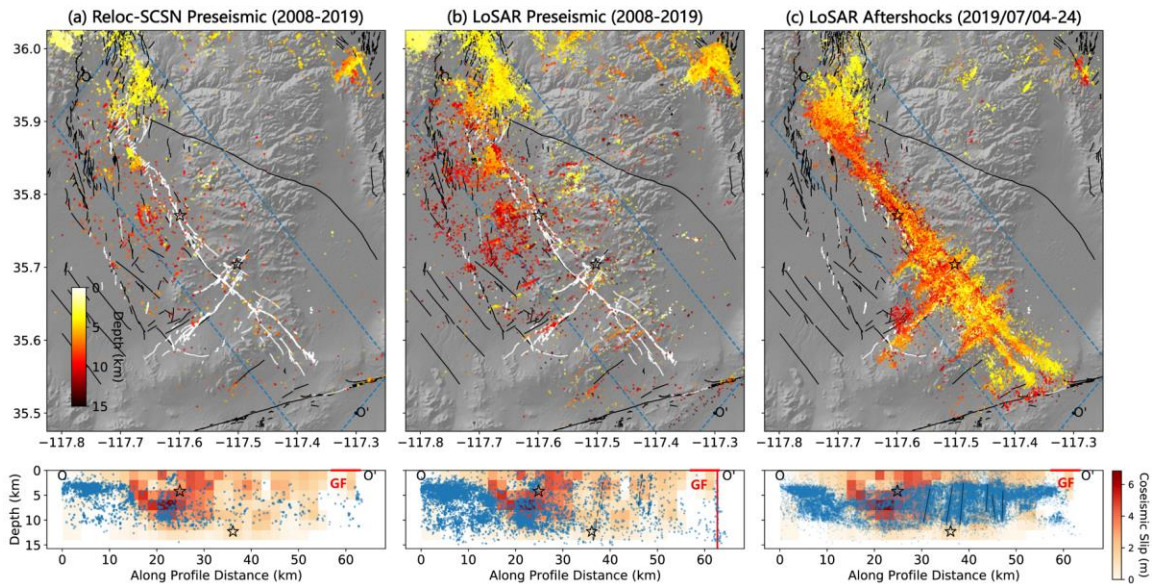 (a) Reloc-SCSN Preseismic (2008-2019)
(b) LoSAR Preseismic (2008-2019)
(c) LoSAR Aftershocks (2019/07/04-24)
36.0
35.9
35.8
35.7
35.6
35.5
O
O'
0
5
10
15
Depth (km)
−117.8 −117.7 −117.6 −117.5 −117.4 −117.3
O
O'
−117.8 −117.7 −117.6 −117.5 −117.4 −117.3
O
O'
−117.8 −117.7 −117.6 −117.5 −117.4 −117.3
Depth (km)
0
5
10
15
O
GF
O'
0 10 20 30 40 50 60
Along Profile Distance (km)
O
GF
O'
0 10 20 30 40 50 60
Along Profile Distance (km)
O
GF
O'
0 10 20 30 40 50 60
Along Profile Distance (km)
0
2
4
6
Coseismic Slip (m)